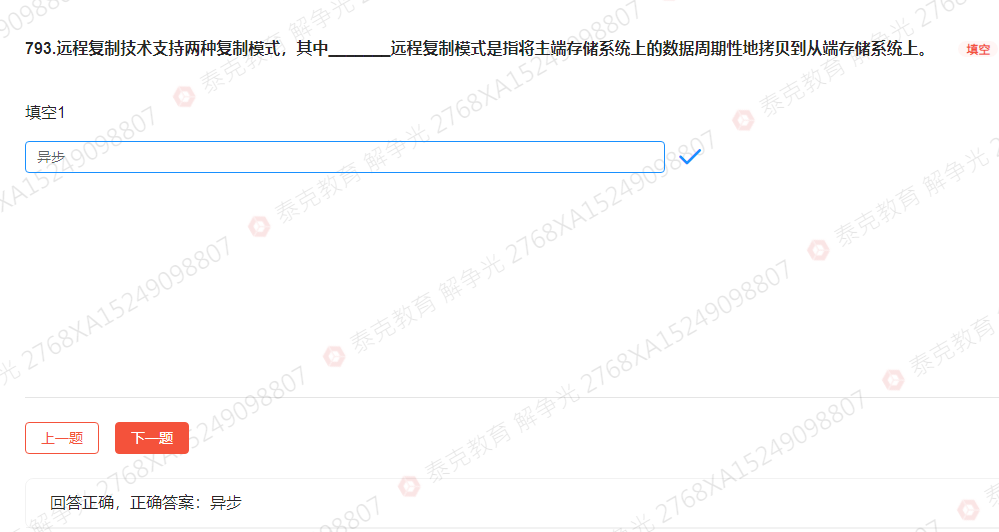 793.远程复制技术支持两种复制模式，其中________远程复制模式是指将主端存储系统上的数据周期性地拷贝到从端存储系统上。
填空
填空1
异步
上一题
下一题
回答正确，正确答案：异步
泰克教育 解争光 2768XA15249098807